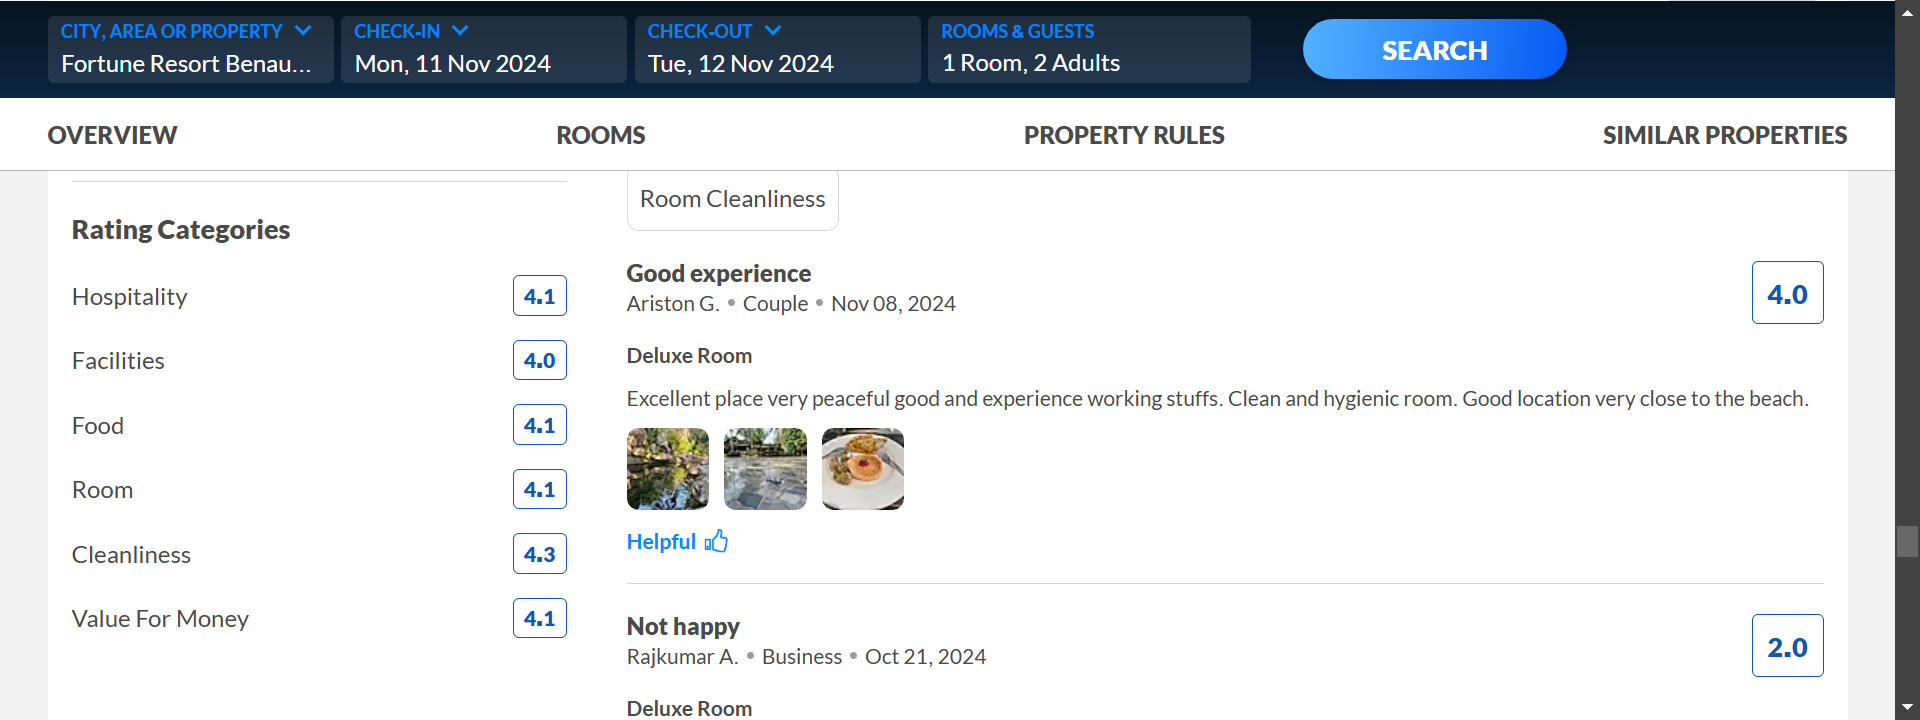 CITY, AREA OR PROPERTY
Fortune Resort Benau...
CHECK-IN
Mon, 11 Nov 2024
CHECK-OUT
Tue, 12 Nov 2024
ROOMS & GUESTS
1 Room, 2 Adults
SEARCH
OVERVIEW
ROOMS
PROPERTY RULES
SIMILAR PROPERTIES
Rating Categories
Hospitality 4.1
Facilities 4.0
Food 4.1
Room 4.1
Cleanliness 4.3
Value For Money 4.1
Room Cleanliness
Good experience
Ariston G. • Couple • Nov 08, 2024
4.0
Deluxe Room
Excellent place very peaceful good and experience working stuffs. Clean and hygienic room. Good location very close to the beach.
Helpful
Not happy
Rajkumar A. • Business • Oct 21, 2024
2.0
Deluxe Room